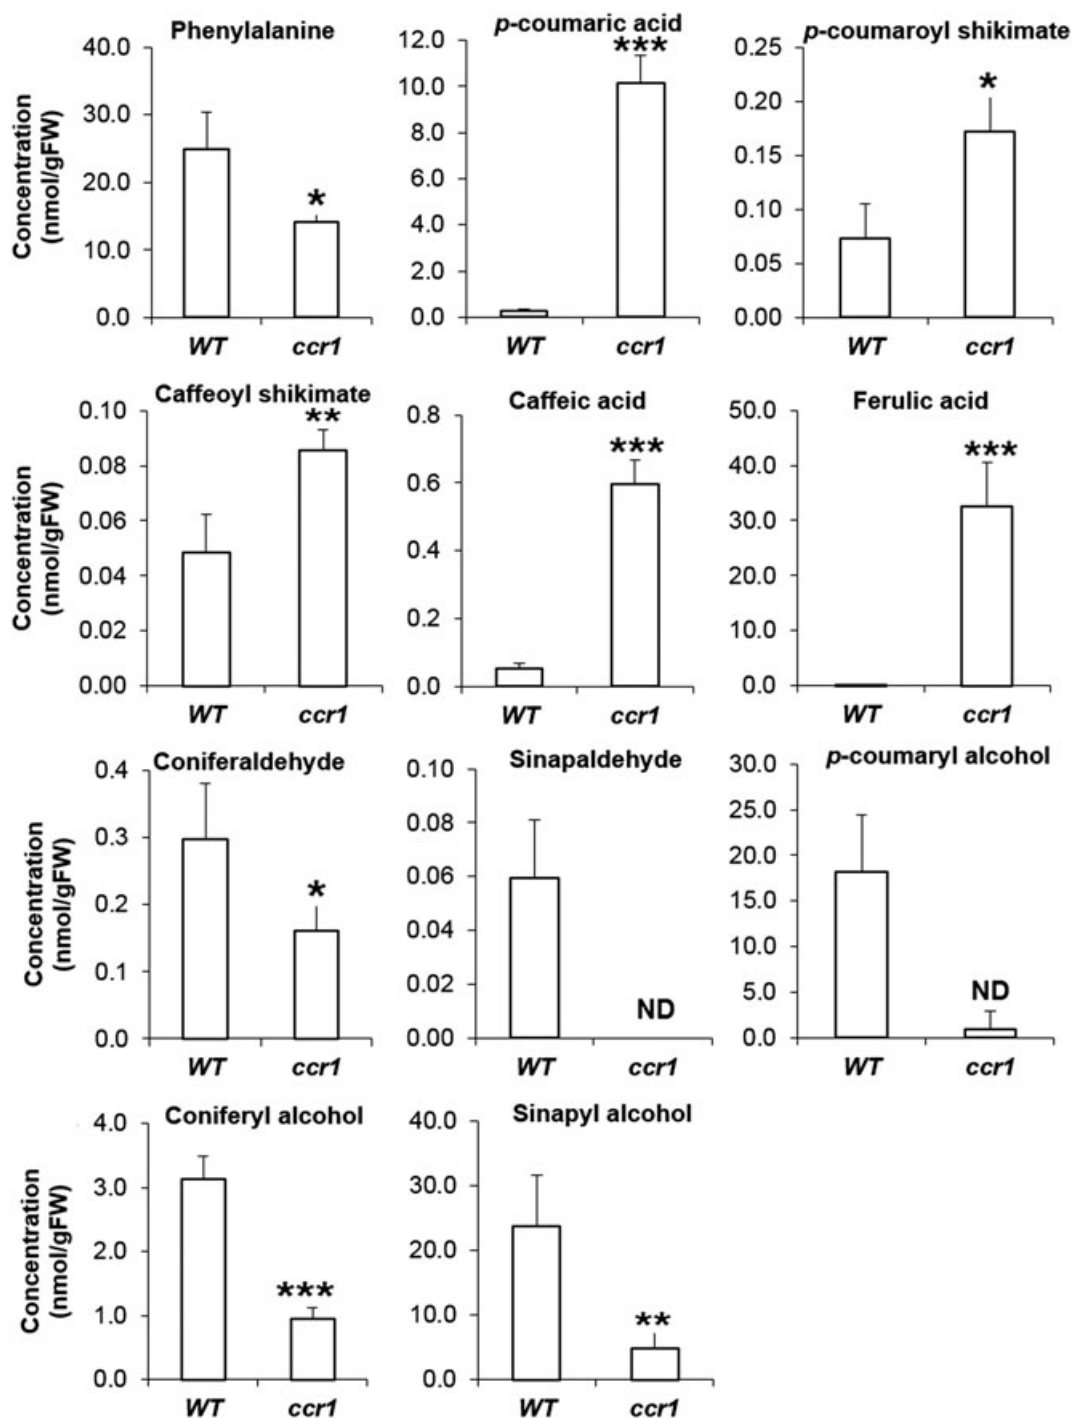 Phenylalanine
p-coumaric acid
p-coumaroyl shikimate
Concentration
(nmol/gFW)
40.0
30.0
20.0
10.0
0.0
*
WT
ccr1
12.0
10.0
8.0
6.0
4.0
2.0
0.0
***
WT
ccr1
0.25
0.20
0.15
0.10
0.05
0.00
*
WT
ccr1
Caffeoyl shikimate
Caffeic acid
Ferulic acid
Concentration
(nmol/gFW)
0.10
0.08
0.06
0.04
0.02
0.00
**
WT
ccr1
0.8
0.6
0.4
0.2
0.0
***
WT
ccr1
50.0
40.0
30.0
20.0
10.0
0.0
***
WT
ccr1
Coniferaldehyde
Sinapaldehyde
p-coumaryl alcohol
Concentration
(nmol/gFW)
0.4
0.3
0.2
0.1
0.0
*
WT
ccr1
0.10
0.08
0.06
0.04
0.02
0.00
ND
WT
ccr1
30.0
25.0
20.0
15.0
10.0
5.0
0.0
ND
WT
ccr1
Coniferyl alcohol
Sinapyl alcohol
Concentration
(nmol/gFW)
4.0
3.0
2.0
1.0
0.0
***
WT
ccr1
40.0
30.0
20.0
10.0
0.0
**
WT
ccr1